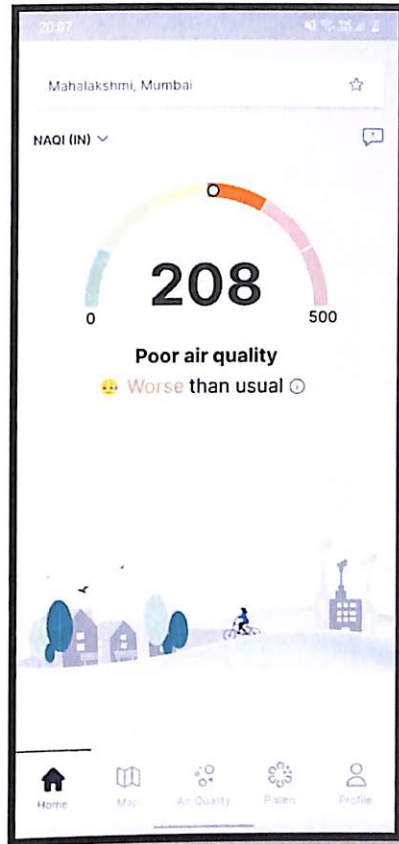 20:07
Mahalakshmi, Mumbai
NAQI (IN)
208
0
500
Poor air quality
Worse than usual
Home
Map
Air Quality
Pollen
Profile